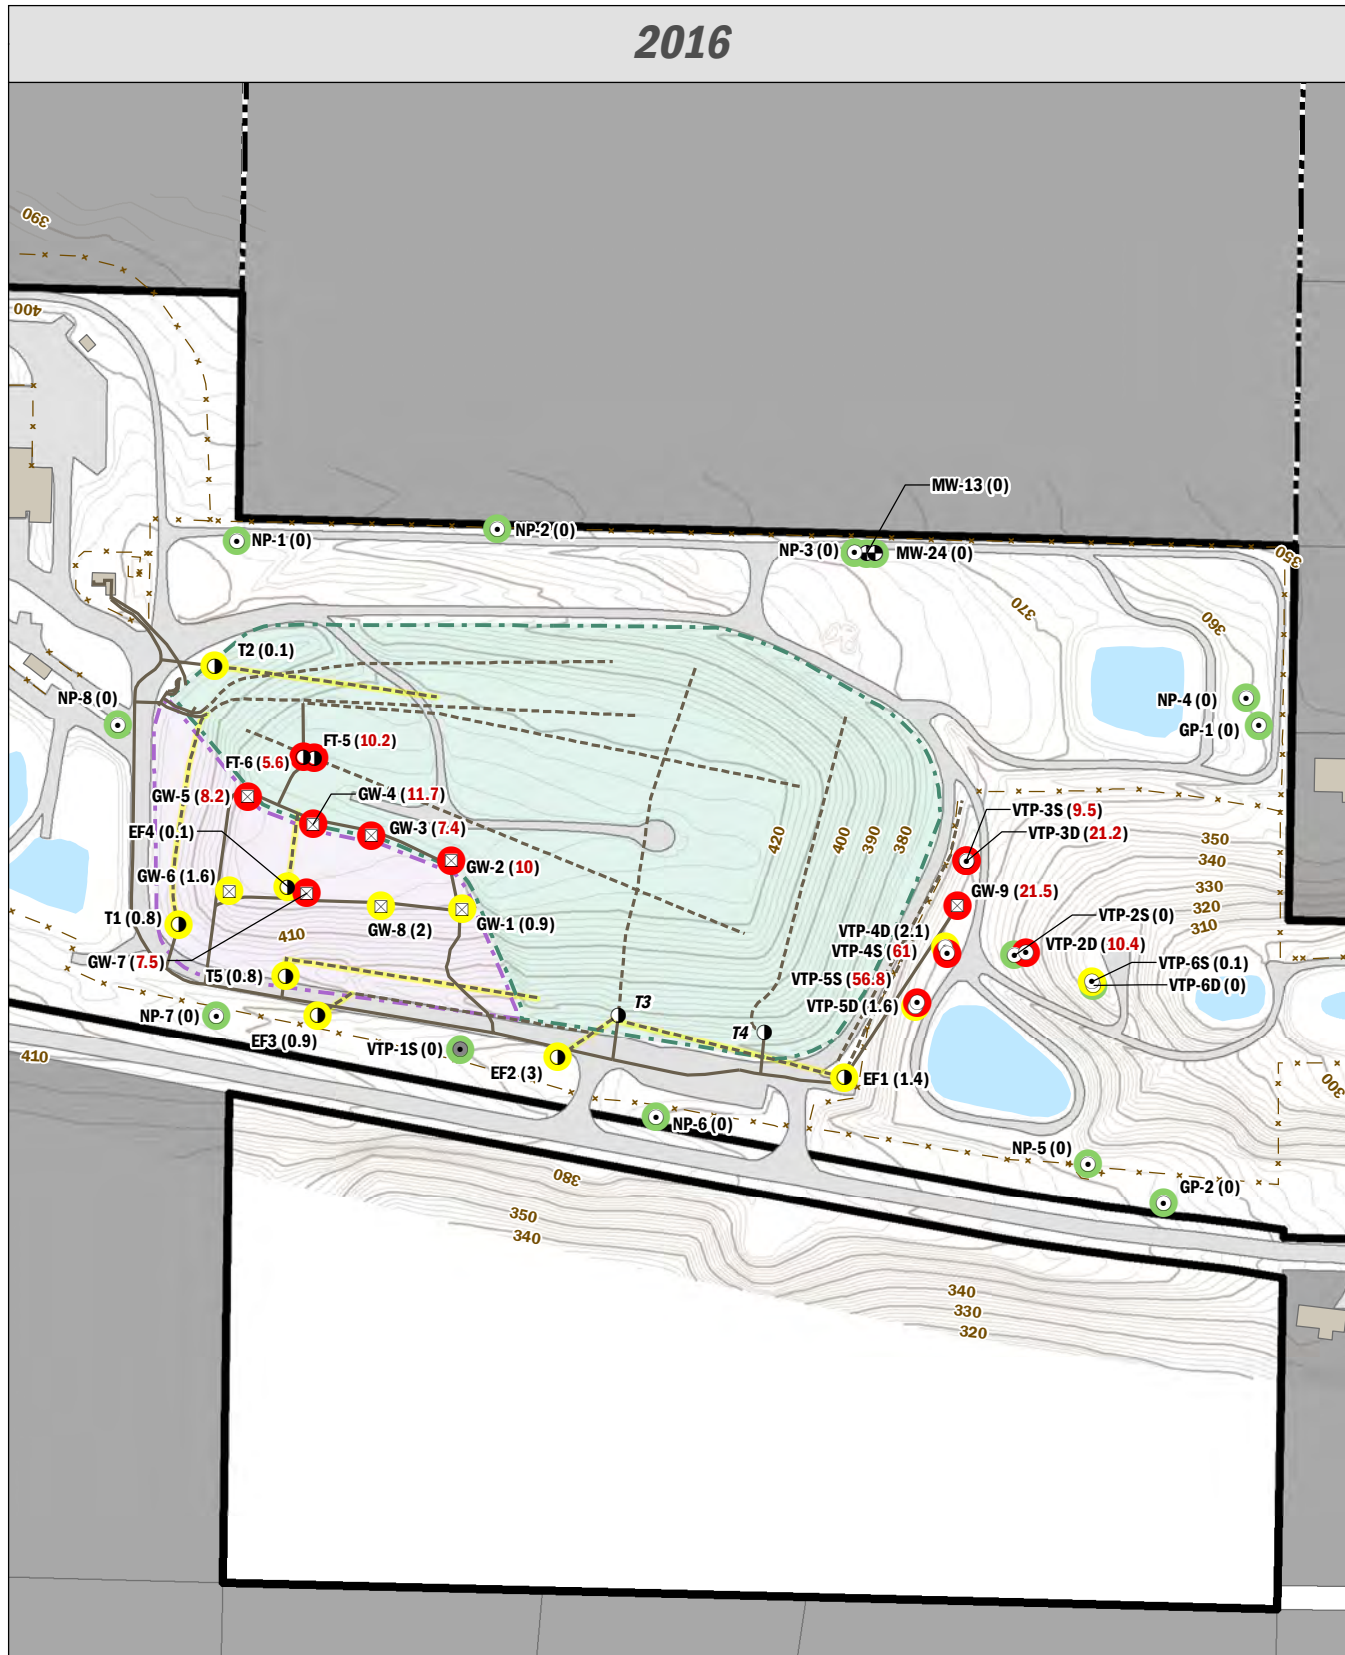 2016
390
400
MW-13 (0)
NP-1 (0)
NP-2 (0)
NP-3 (0)
MW-24 (0)
350
370
360
T2 (0.1)
NP-8 (0)
NP-4 (0)
GP-1 (0)
FT-5 (10.2)
FT-6 (5.6)
GW-5 (8.2)
GW-4 (11.7)
EF4 (0.1)
GW-3 (7.4)
GW-2 (10)
GW-6 (1.6)
420
400
390
380
VTP-3S (9.5)
VTP-3D (21.2)
350
340
330
320
310
GW-9 (21.5)
T1 (0.8)
GW-8 (2)
GW-1 (0.9)
410
VTP-4D (2.1)
VTP-4S (61)
VTP-2S (0)
VTP-2D (10.4)
GW-7 (7.5)
T5 (0.8)
VTP-5S (56.8)
VTP-5D (1.6)
VTP-6S (0.1)
VTP-6D (0)
T3
T4
NP-7 (0)
EF3 (0.9)
VTP-1S (0)
EF2 (3)
EF1 (1.4)
410
300
NP-6 (0)
NP-5 (0)
GP-2 (0)
380
350
340
340
330
320